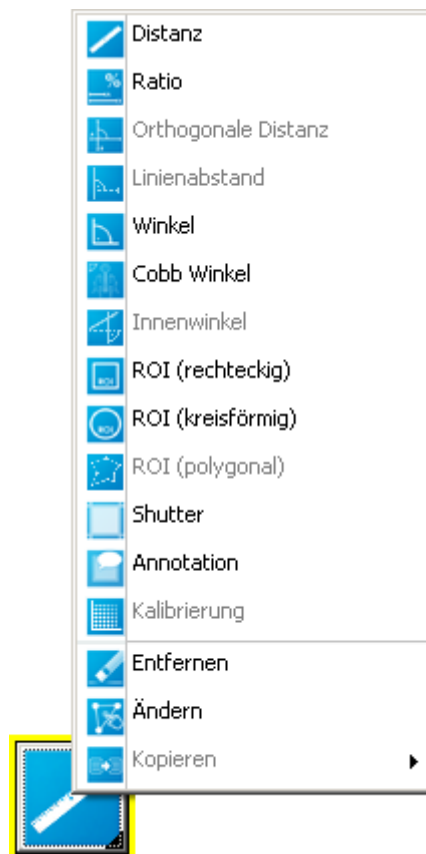 Distanz
Ratio
Orthogonale Distanz
Linienabstand
Winkel
Cobb Winkel
Innenwinkel
ROI (rechteckig)
ROI (kreisförmig)
ROI (polygonal)
Shutter
Annotation
Kalibrierung
Entfernen
Ändern
Kopieren